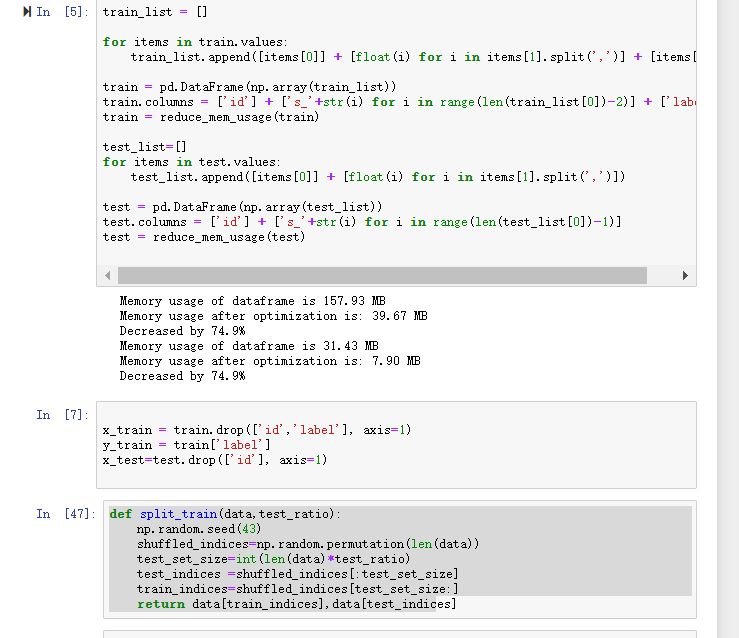 In [5]:
train_list = []
for items in train.values:
    train_list.append([items[0]] + [float(i) for i in items[1].split(',')] + [items[
train = pd.DataFrame(np.array(train_list))
train.columns = ['id'] + ['s_'+str(i) for i in range(len(train_list[0])-2)] + ['labe
train = reduce_mem_usage(train)
test_list=[]
for items in test.values:
    test_list.append([items[0]] + [float(i) for i in items[1].split(',')])
test = pd.DataFrame(np.array(test_list))
test.columns = ['id'] + ['s_'+str(i) for i in range(len(test_list[0])-1)]
test = reduce_mem_usage(test)
Memory usage of dataframe is 157.93 MB
Memory usage after optimization is: 39.67 MB
Decreased by 74.9%
Memory usage of dataframe is 31.43 MB
Memory usage after optimization is: 7.90 MB
Decreased by 74.9%
In [7]:
x_train = train.drop(['id','label'], axis=1)
y_train = train['label']
x_test=test.drop(['id'], axis=1)
In [47]:
def split_train(data,test_ratio):
    np.random.seed(43)
    shuffled_indices=np.random.permutation(len(data))
    test_set_size=int(len(data)*test_ratio)
    test_indices =shuffled_indices[:test_set_size]
    train_indices=shuffled_indices[test_set_size:]
    return data[train_indices],data[test_indices]